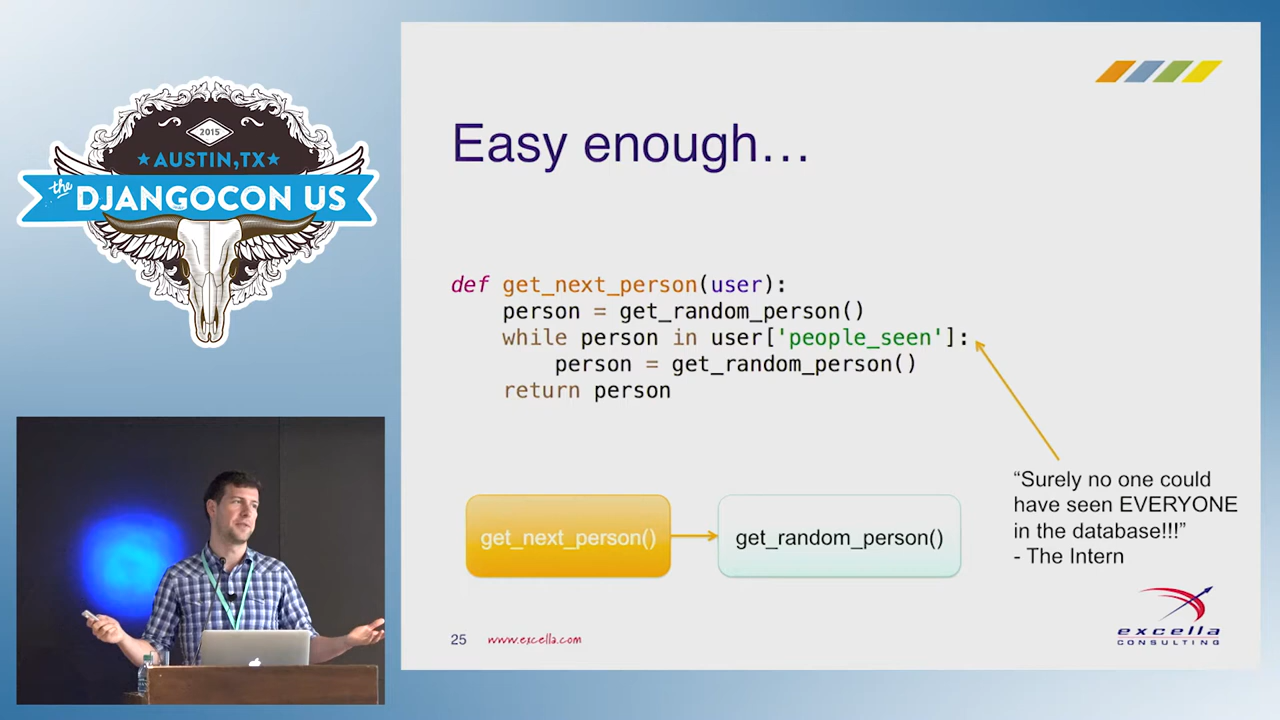 2015
★AUSTIN,TX★
the DJANGOCON US
Easy enough…
def get_next_person(user):
    person = get_random_person()
    while person in user['people_seen']:
        person = get_random_person()
    return person
get_next_person()
get_random_person()
“Surely no one could
have seen EVERYONE
in the database!!!”
- The Intern
25
www.excella.com
excella
CONSULTING